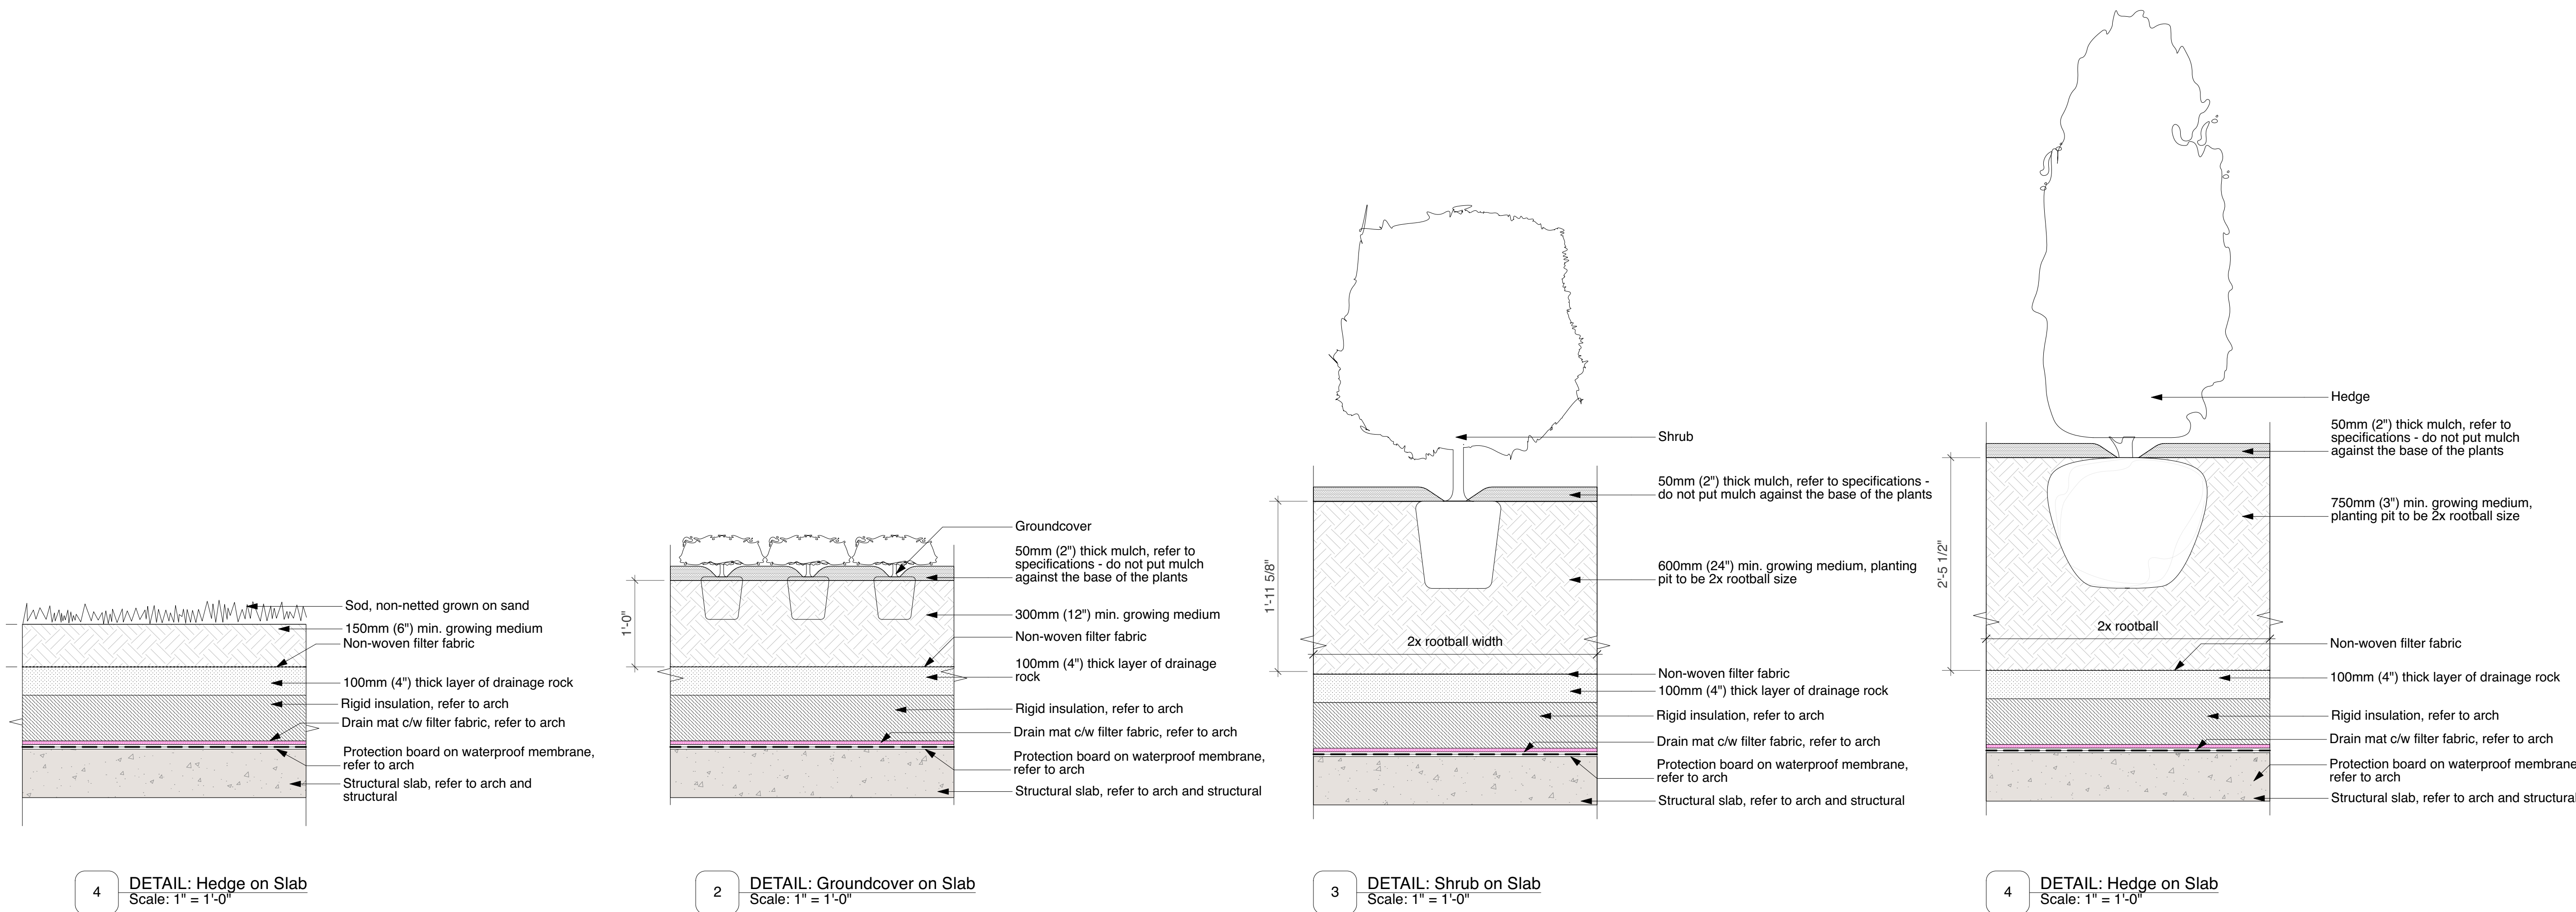 Sod, non-netted grown on sand
150mm (6") min. growing medium
Non-woven filter fabric
100mm (4") thick layer of drainage rock
Rigid insulation, refer to arch
Drain mat c/w filter fabric, refer to arch
Protection board on waterproof membrane,
refer to arch
Structural slab, refer to arch and
structural
4
DETAIL: Hedge on Slab
Scale: 1" = 1'-0"
1'-0"
Groundcover
50mm (2") thick mulch, refer to
specifications - do not put mulch
against the base of the plants
300mm (12") min. growing medium
Non-woven filter fabric
100mm (4") thick layer of drainage
rock
Rigid insulation, refer to arch
Drain mat c/w filter fabric, refer to arch
Protection board on waterproof membrane,
refer to arch
Structural slab, refer to arch and structural
2
DETAIL: Groundcover on Slab
Scale: 1" = 1'-0"
1'-11 5/8"
Shrub
50mm (2") thick mulch, refer to specifications -
do not put mulch against the base of the plants
600mm (24") min. growing medium, planting
pit to be 2x rootball size
2x rootball width
Non-woven filter fabric
100mm (4") thick layer of drainage rock
Rigid insulation, refer to arch
Drain mat c/w filter fabric, refer to arch
Protection board on waterproof membrane,
refer to arch
Structural slab, refer to arch and structural
3
DETAIL: Shrub on Slab
Scale: 1" = 1'-0"
2'-5 1/2"
Hedge
50mm (2") thick mulch, refer to
specifications - do not put mulch
against the base of the plants
750mm (3") min. growing medium,
planting pit to be 2x rootball size
2x rootball
Non-woven filter fabric
100mm (4") thick layer of drainage rock
Rigid insulation, refer to arch
Drain mat c/w filter fabric, refer to arch
Protection board on waterproof membrane
refer to arch
Structural slab, refer to arch and structural
4
DETAIL: Hedge on Slab
Scale: 1" = 1'-0"